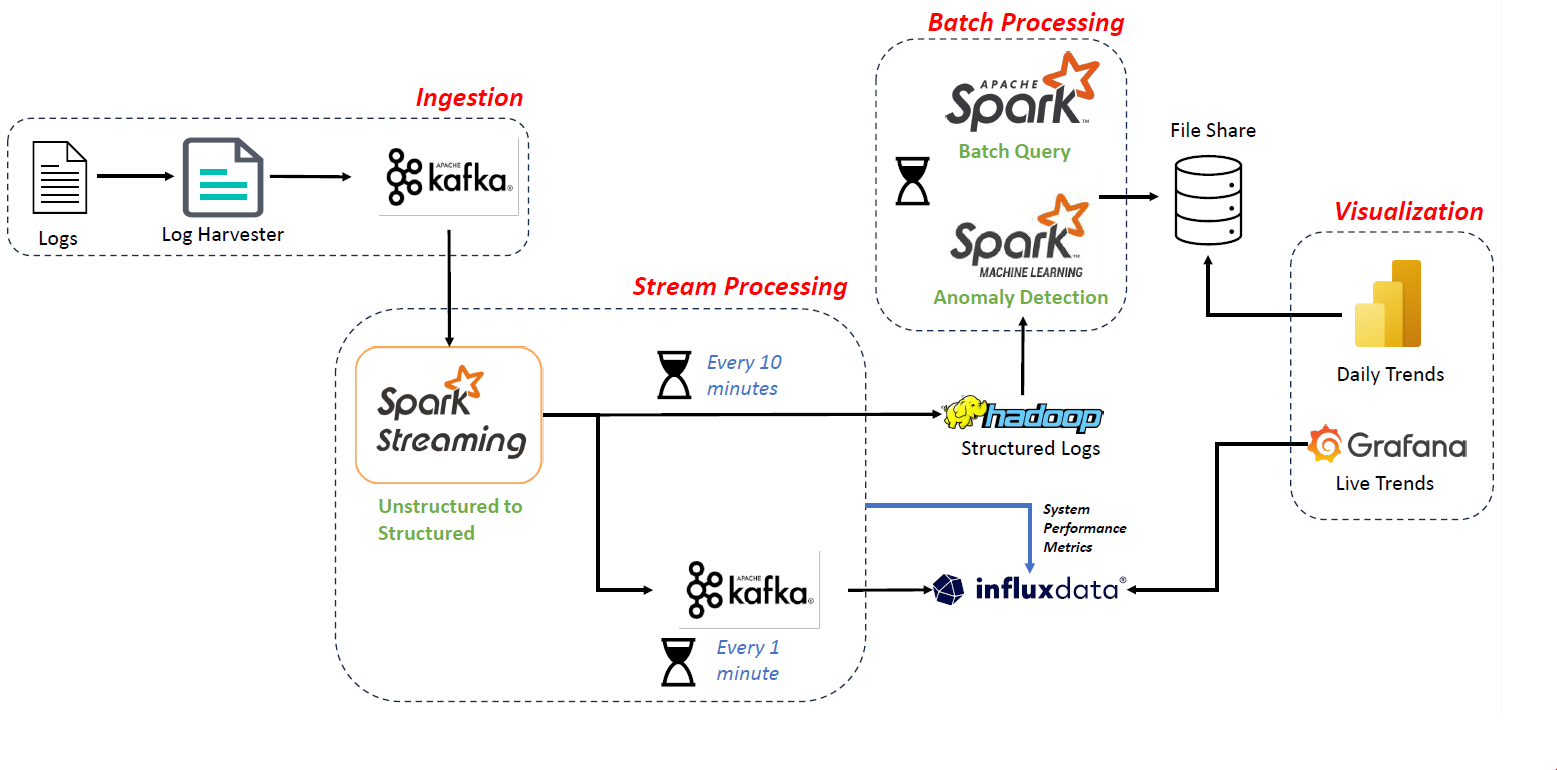 Batch Processing
APACHE
Spark™
Batch Query
Spark™
MACHINE LEARNING
Anomaly Detection
File Share
Ingestion
Logs
Log Harvester
APACHE
kafka®
Visualization
Daily Trends
Grafana
Live Trends
Stream Processing
Every 10
minutes
Spark
Streaming
Unstructured to
Structured
hadoop
Structured Logs
System
Performance
Metrics
APACHE
kafka®
influxdata®
Every 1
minute